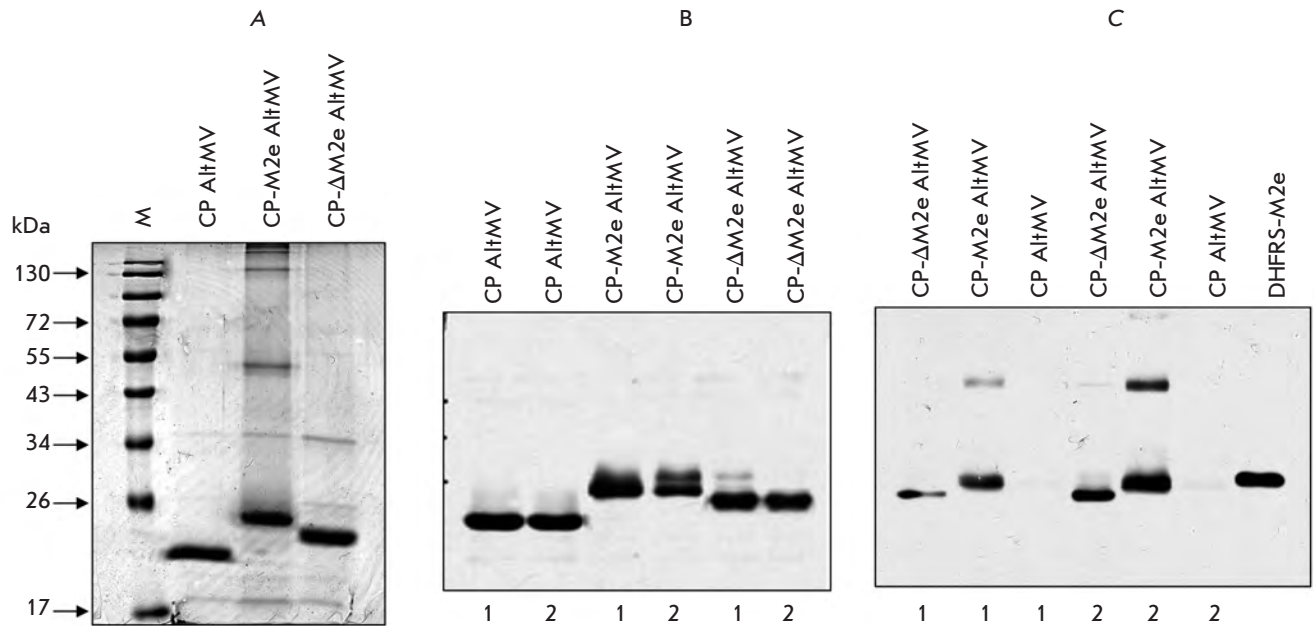 A
B
C
kDa
M
CP AltMV
CP-M2e AltMV
CP-ΔM2e AltMV
130
72
55
43
34
26
17
CP AltMV
CP AltMV
CP-M2e AltMV
CP-M2e AltMV
CP-ΔM2e AltMV
CP-ΔM2e AltMV
1 2 1 2 1 2
CP-ΔM2e AltMV
CP-M2e AltMV
CP AltMV
CP-ΔM2e AltMV
CP-M2e AltMV
CP AltMV
DHFRS-M2e
1 1 1 2 2 2